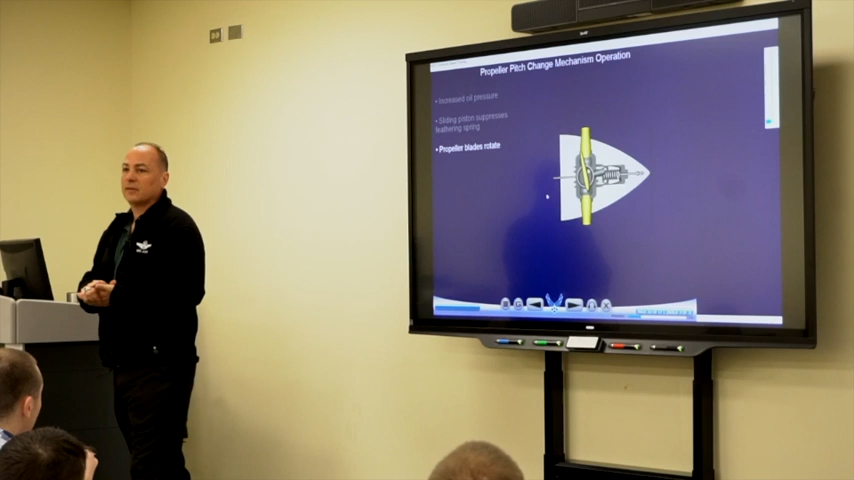 Propeller Pitch Change Mechanism Operation
• Increased oil pressure
• Sliding piston suppresses
feathering spring
• Propeller blades rotate